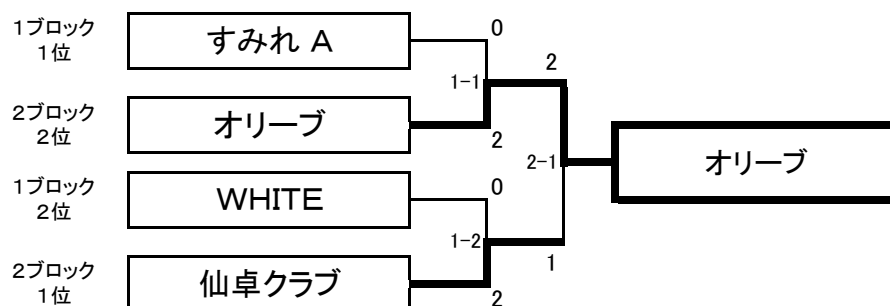 1ブロック
1位
すみれ A
0
1-1
2
2ブロック
2位
オリーブ
2
2-1
オリーブ
1ブロック
2位
WHITE
0
1-2
1
2ブロック
1位
仙卓クラブ
2